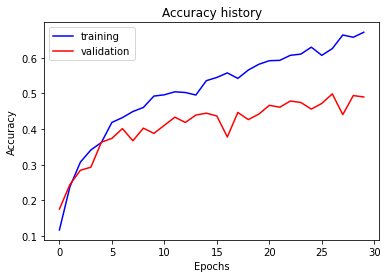 Accuracy history
training
validation
Accuracy
0.6
0.5
0.4
0.3
0.2
0.1
0 5 10 15 20 25 30
Epochs